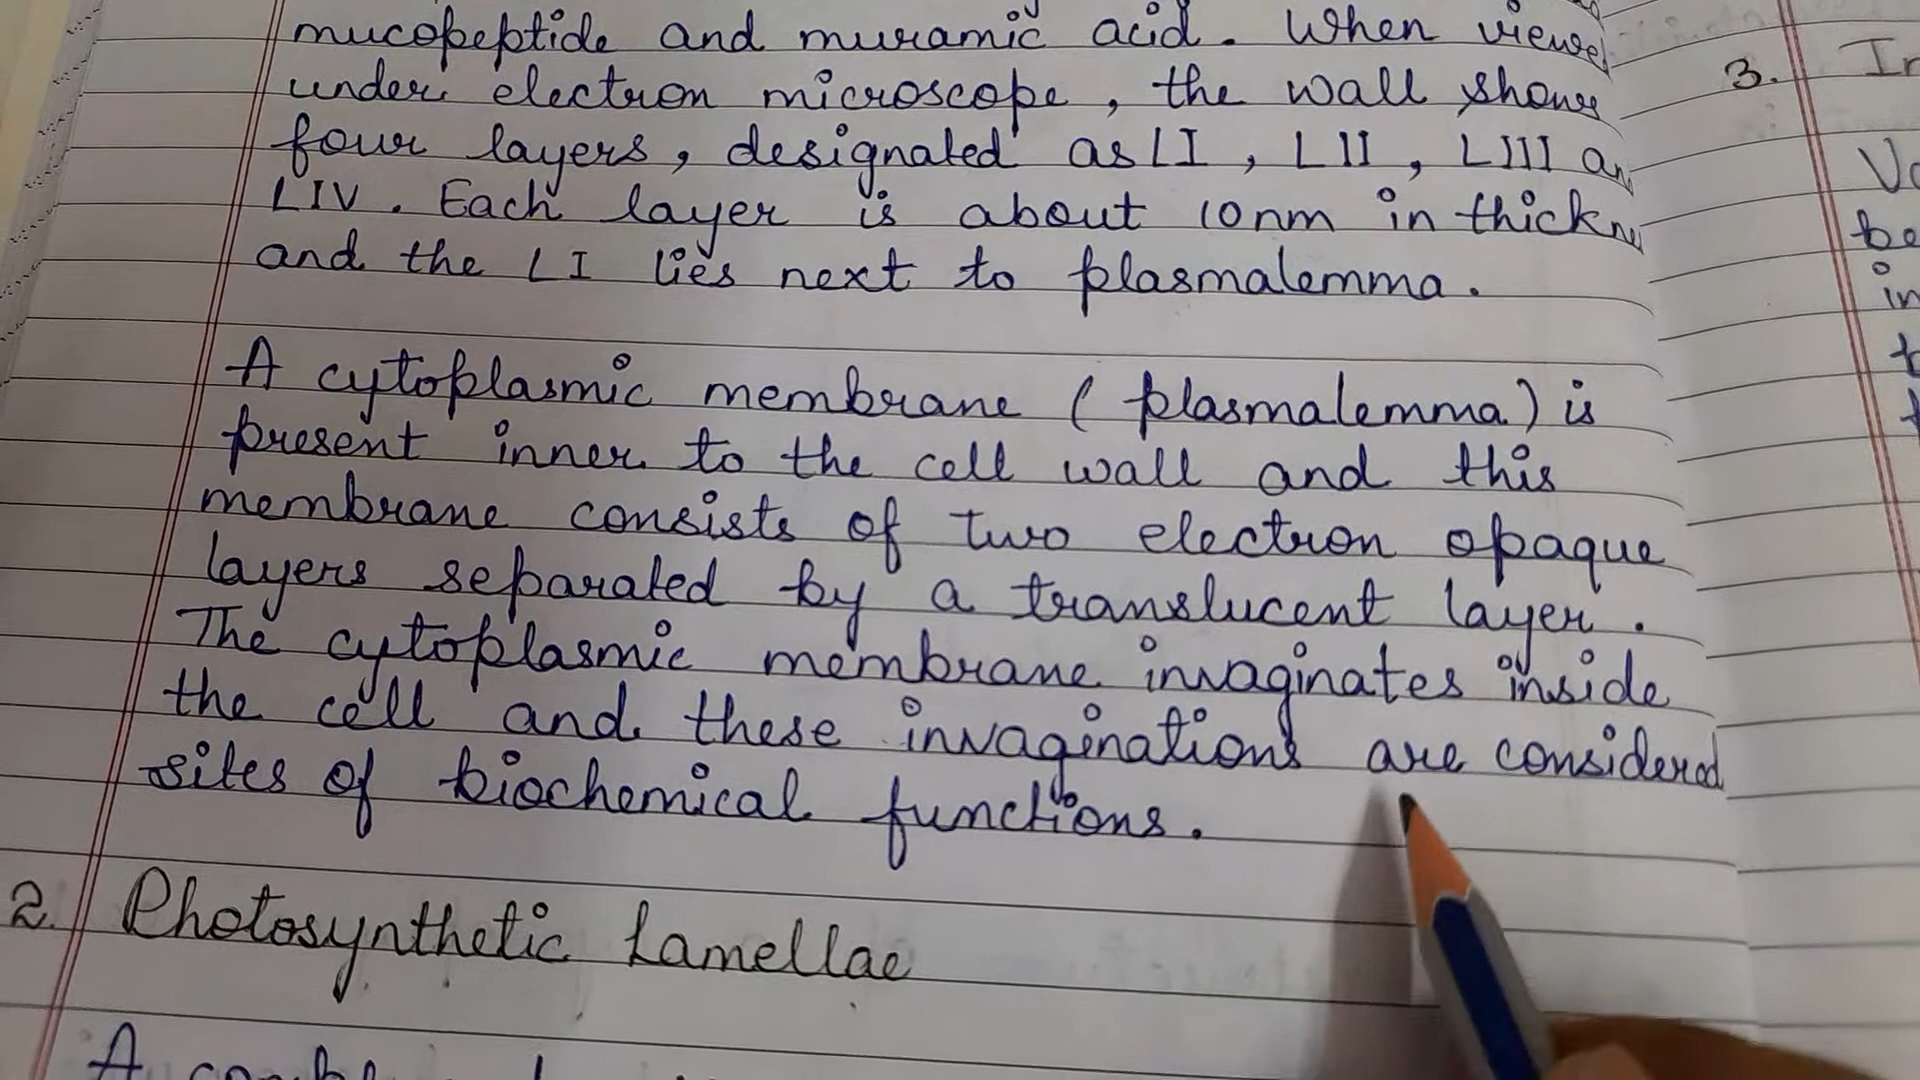 mucopeptide and muramic acid. When viewed
under electron microscope, the wall shows
four layers, designated as LI, LII, LIII an
LIV. Each layer is about 10nm in thickn
and the LI lies next to plasmalemma.
A cytoplasmic membrane (plasmalemma) is
present inner to the cell wall and this
membrane consists of two electron opaque
layers separated by a translucent layer.
The cytoplasmic membrane invaginates inside
the cell and these invaginations are considered
sites of biochemical functions.
2. Photosynthetic Lamellae
A
3.